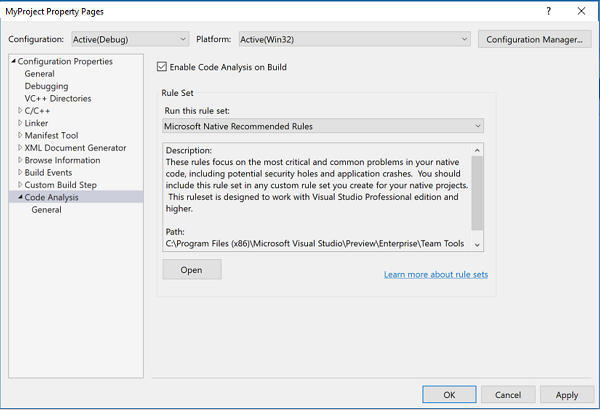 MyProject Property Pages
? X
Configuration: Active(Debug) Platform: Active(Win32) Configuration Manager...
Configuration Properties
General
Debugging
VC++ Directories
C/C++
Linker
Manifest Tool
XML Document Generator
Browse Information
Build Events
Custom Build Step
Code Analysis
General
Enable Code Analysis on Build
Rule Set
Run this rule set:
Microsoft Native Recommended Rules
Description:
These rules focus on the most critical and common problems in your native
code, including potential security holes and application crashes. You should
include this rule set in any custom rule set you create for your native projects.
This ruleset is designed to work with Visual Studio Professional edition and
higher.
Path:
C:\Program Files (x86)\Microsoft Visual Studio\Preview\Enterprise\Team Tools
Open
Learn more about rule sets
OK Cancel Apply